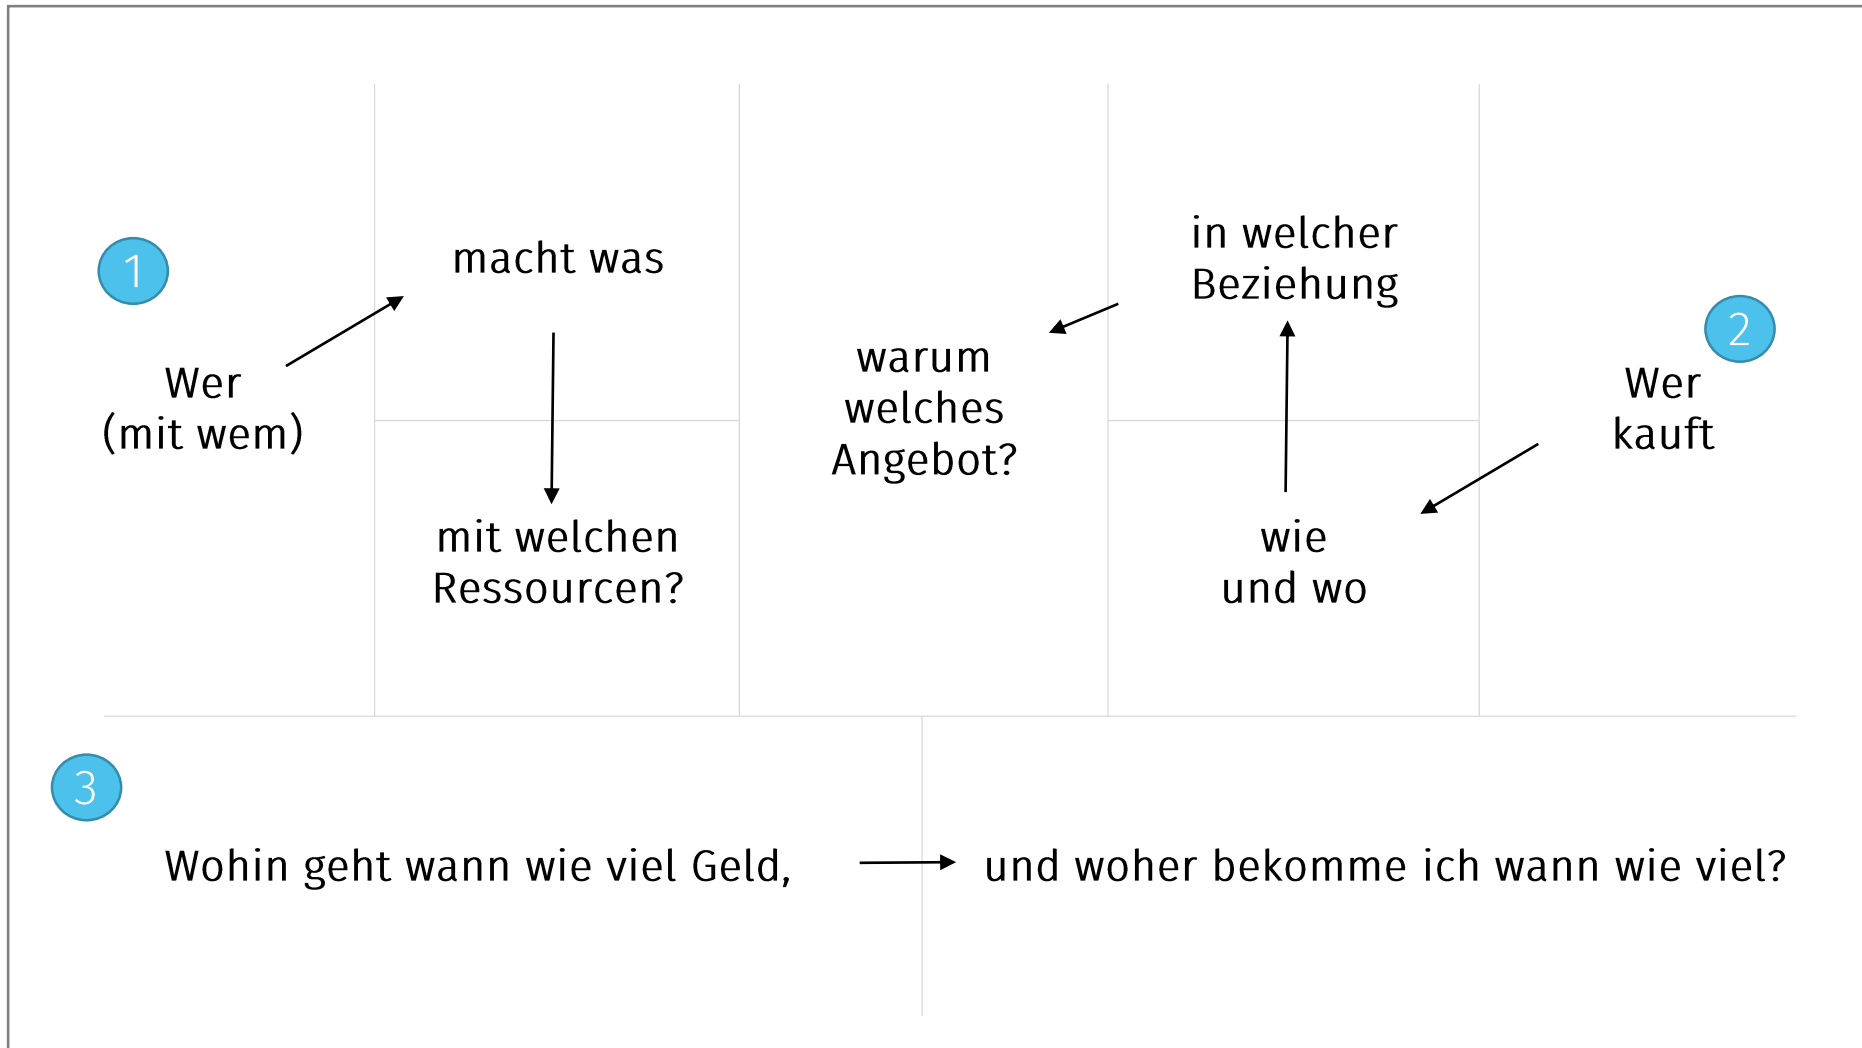 1
Wer
(mit wem)
macht was
mit welchen
Ressourcen?
2
Wer
kauft
wie
und wo
in welcher
Beziehung
warum
welches
Angebot?
3
Wohin geht wann wie viel Geld,
und woher bekomme ich wann wie viel?